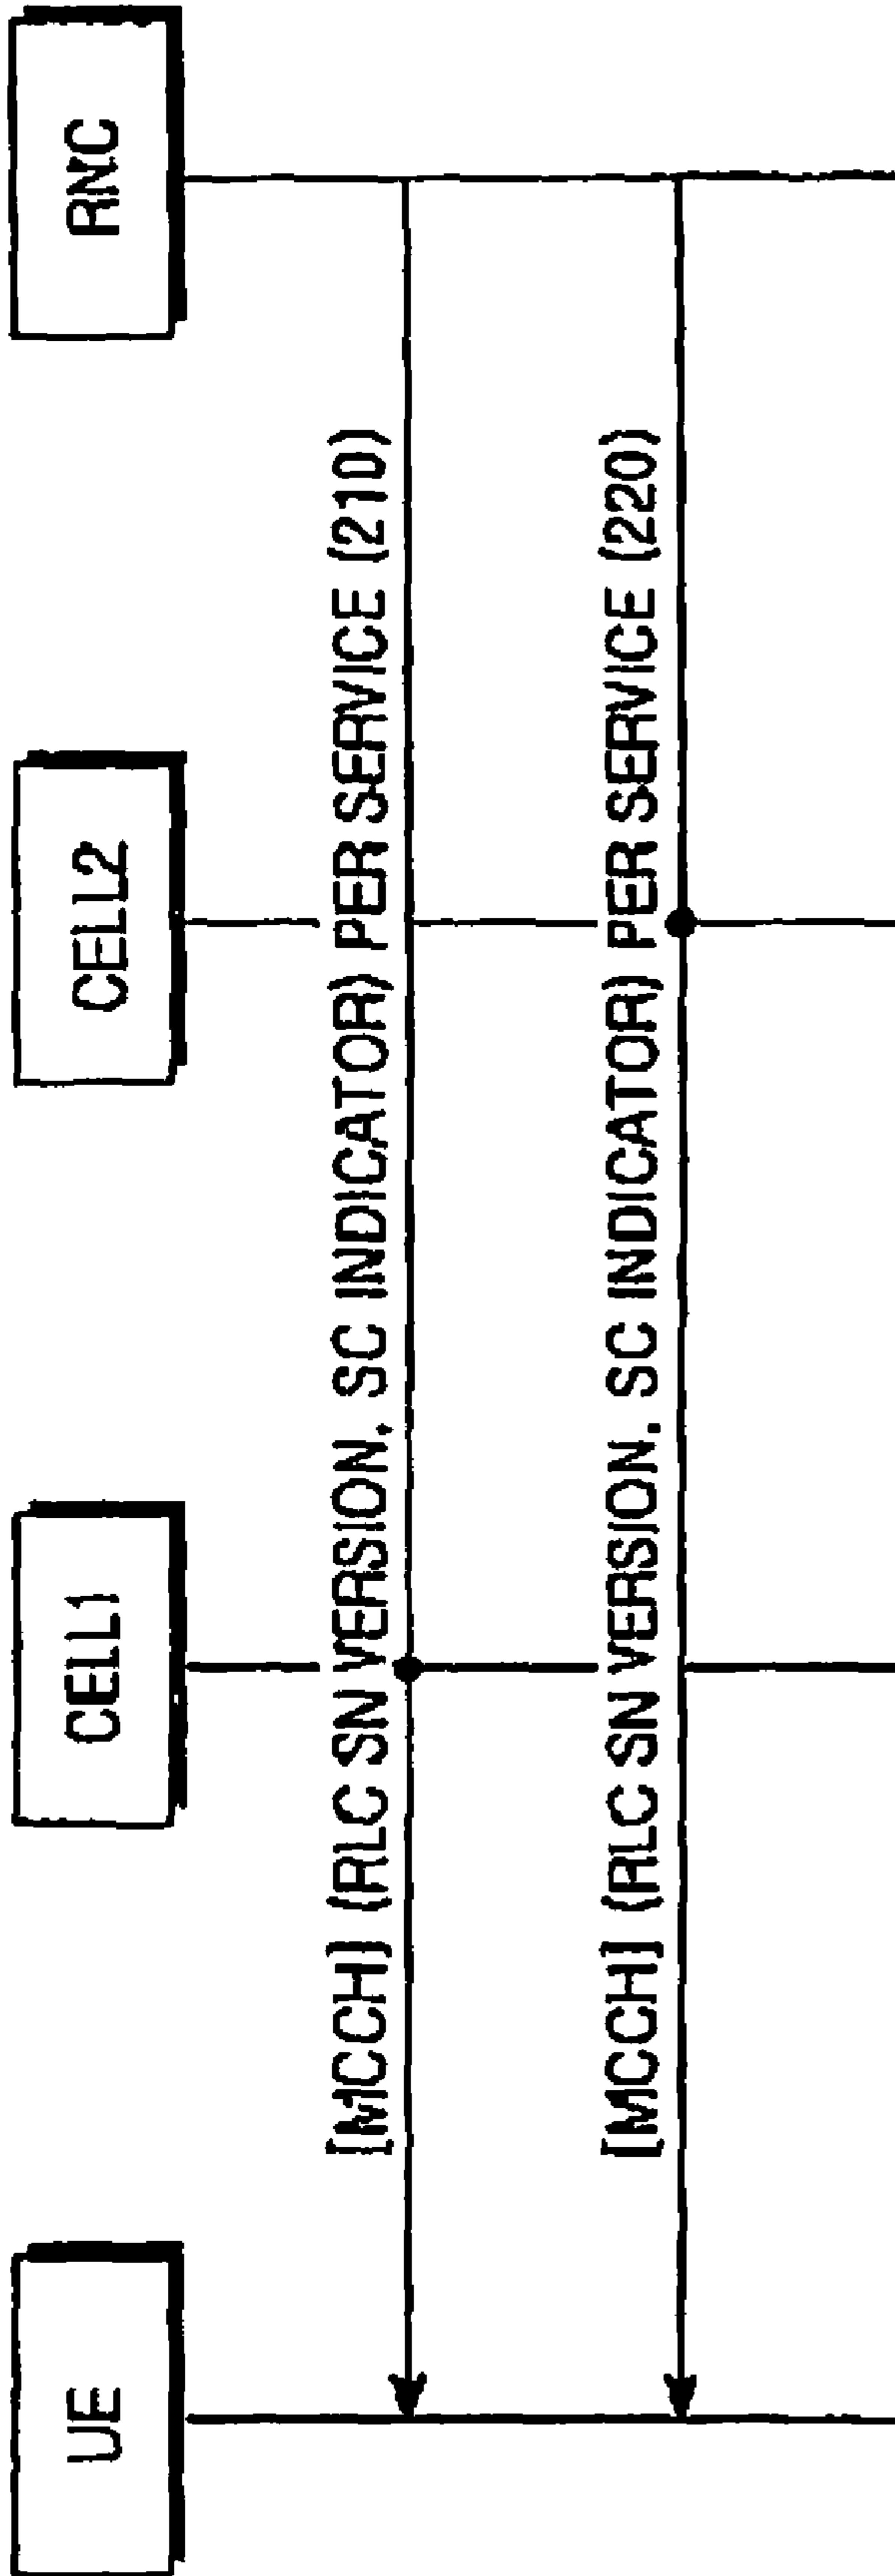 UE
CELL1
CELL2
RNC
[MCCH] (RLC SN VERSION, SC INDICATOR) PER SERVICE (210)
[MCCH] (RLC SN VERSION, SC INDICATOR) PER SERVICE (220)